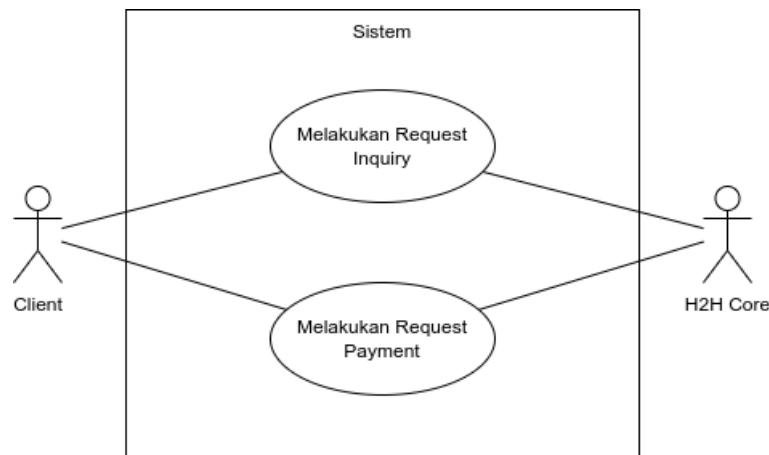 Sistem
Melakukan Request
Inquiry
Client
H2H Core
Melakukan Request
Payment